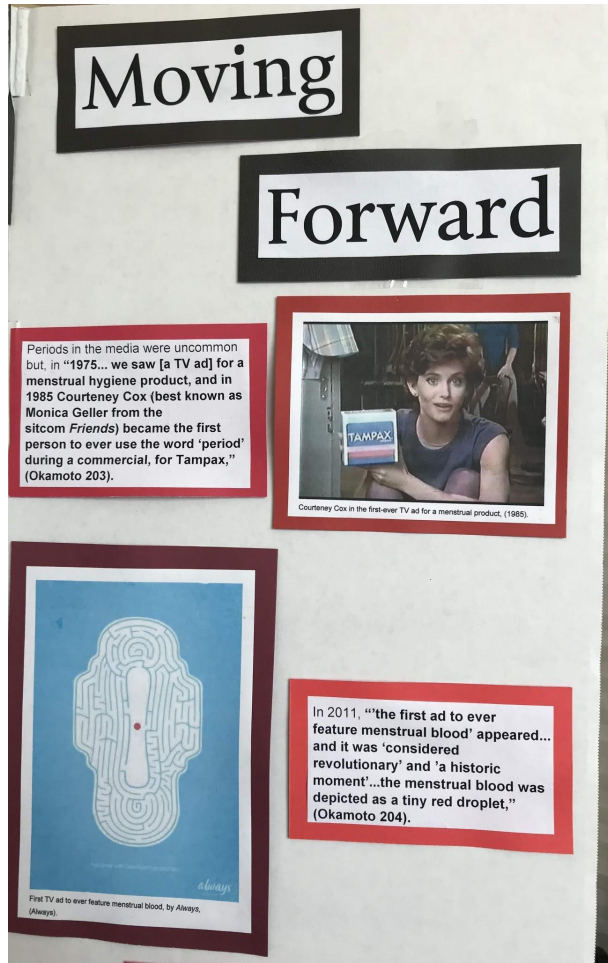 Moving
Forward
Periods in the media were uncommon
but, in “1975... we saw [a TV ad] for a
menstrual hygiene product, and in
1985 Courteney Cox (best known as
Monica Geller from the
sitcom Friends) became the first
person to ever use the word ‘period’
during a commercial, for Tampax,”
(Okamoto 203).
TAMPAX
Courteney Cox in the first-ever TV ad for a menstrual product, (1985).
always
First TV ad to ever feature menstrual blood, by Always,
(Always).
In 2011, “’the first ad to ever
feature menstrual blood’ appeared...
and it was ‘considered
revolutionary’ and ’a historic
moment’...the menstrual blood was
depicted as a tiny red droplet,”
(Okamoto 204).